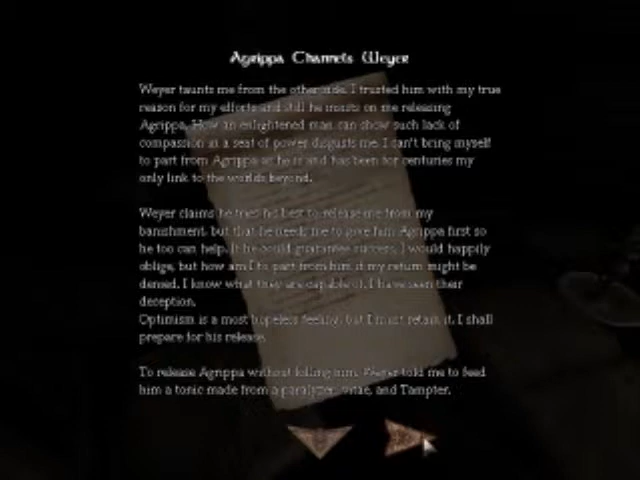 Agrippa Channels Weyer
Weyer taunts me from the other side. I trusted him with my true
reason for my efforts and still he insists on me releasing
Agrippa. How an enlightened man can show such lack of
compassion in a seat of power disgusts me. I can't bring myself
to part from Agrippa as he is and has been for centuries my
only link to the worlds beyond.
Weyer claims he tries his best to release me from my
banishment, but that he needs me to give him Agrippa first so
he too can help. If he could guarantee success, I would happily
oblige, but how am I to part from him if my return might be
denied. I know what they are capable of, I have seen their
deception.
Optimism is a most hopeless feeling, but I must retain it. I shall
prepare for his release.
To release Agrippa without killing him, Weyer told me to feed
him a tonic made from a paralyzer, vitae, and Tampter.